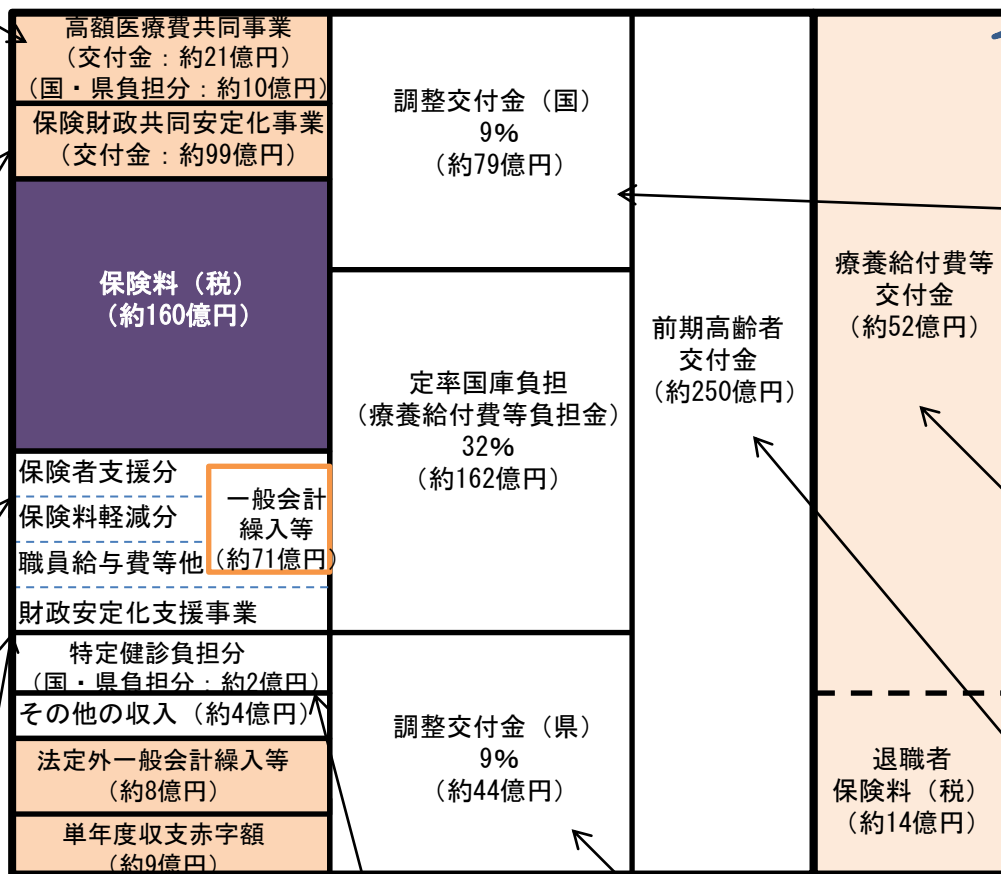 高額医療費共同事業
（交付金：約21億円）
（国・県負担分：約10億円）
保険財政共同安定化事業
（交付金：約99億円）
保険料（税）
（約160億円）
保険者支援分
保険料軽減分
職員給与費等他
財政安定化支援事業
一般会計
繰入等
（約71億円）
特定健診負担分
（国・県負担分：約2億円）
その他の収入（約4億円）
法定外一般会計繰入等
（約8億円）
単年度収支赤字額
（約9億円）
調整交付金（国）
9%
（約79億円）
定率国庫負担
（療養給付費等負担金）
32%
（約162億円）
調整交付金（県）
9%
（約44億円）
前期高齢者
交付金
（約250億円）
療養給付費等
交付金
（約52億円）
退職者
保険料（税）
（約14億円）